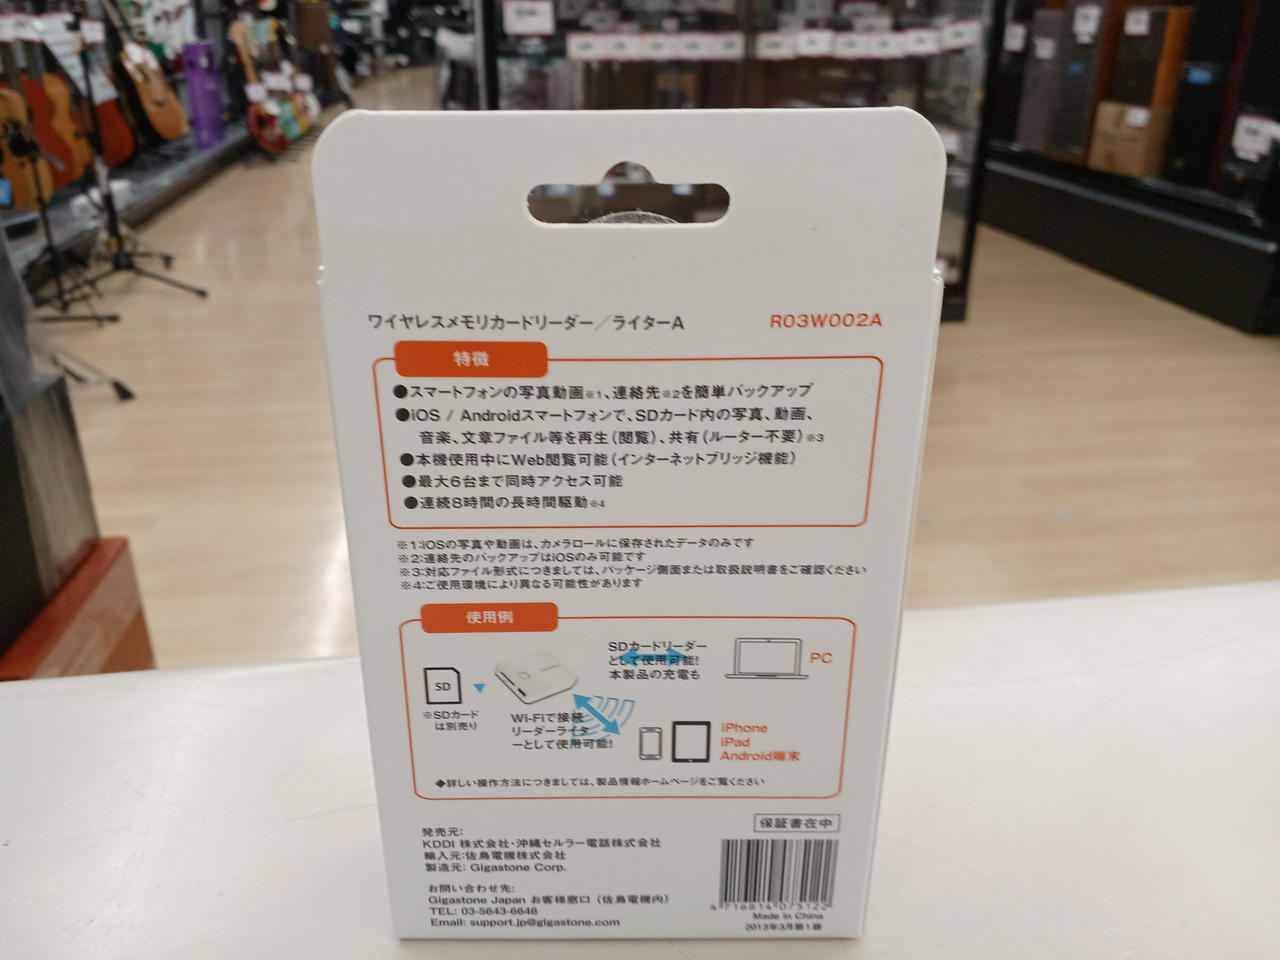 ワイヤレスメモリカードリーダー／ライターA
R03W002A
特徴
●スマートフォンの写真動画※1、連絡先※2を簡単バックアップ
●iOS / Androidスマートフォンで、SDカード内の写真、動画、
音楽、文章ファイル等を再生(閲覧)、共有(ルーター不要)※3
●本機使用中にWeb閲覧可能(インターネットブリッジ機能)
●最大6台まで同時アクセス可能
●連続8時間の長時間駆動※4
※1:iOSの写真や動画は、カメラロールに保存されたデータのみです
※2:連絡先のバックアップはiOSのみ可能です
※3:対応ファイル形式につきましては、パッケージ側面または取扱説明書をご確認ください
※4:ご使用環境により異なる可能性があります
使用例
SDカードリーダー
として使用可能!
本製品の充電も
PC
SD
※SDカード
は別売り
Wi-Fiで接続
リーダーライタ
ーとして使用可能!
iPhone
iPad
Android端末
◆詳しい操作方法につきましては、製品情報ホームページをご覧ください
発売元:
KDDI 株式会社・沖縄セルラー電話株式会社
輸入元:佐鳥電機株式会社
製造元: Gigastone Corp.
お問い合わせ先:
Gigastone Japan お客様窓口 (佐鳥電機内)
TEL: 03-5643-6646
Email: support.jp@gigastone.com
保証書在中
4 716814 075122
Made in China
2013年3月第1版